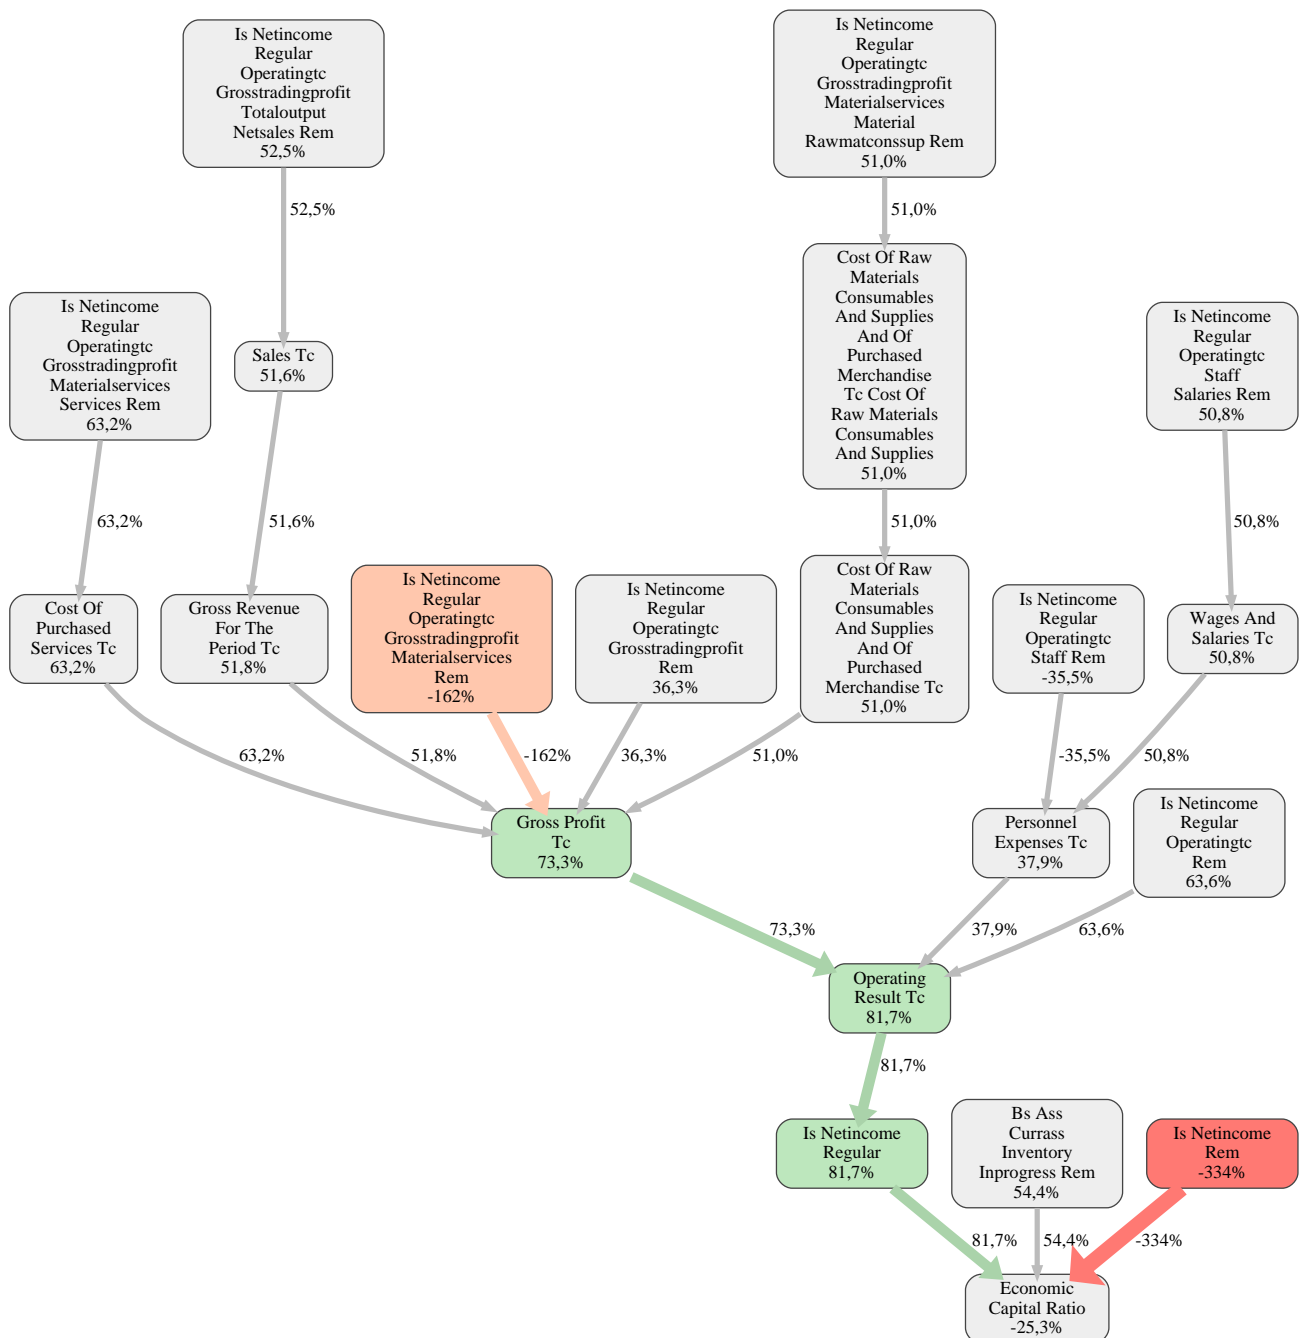 Is Netincome
Regular
Operatingtc
Grosstradingprofit
Totaloutput
Netsales Rem
52,5%
Is Netincome
Regular
Operatingtc
Grosstradingprofit
Materialservices
Material
Rawmatconssup Rem
51,0%
52,5%
51,0%
Is Netincome
Regular
Operatingtc
Grosstradingprofit
Materialservices
Services Rem
63,2%
Sales Tc
51,6%
Cost Of Raw
Materials
Consumables
And Supplies
And Of
Purchased
Merchandise
Tc Cost Of
Raw Materials
Consumables
And Supplies
51,0%
Is Netincome
Regular
Operatingtc
Staff
Salaries Rem
50,8%
63,2%
51,6%
51,0%
50,8%
Cost Of
Purchased
Services Tc
63,2%
Gross Revenue
For The
Period Tc
51,8%
Is Netincome
Regular
Operatingtc
Grosstradingprofit
Materialservices
Rem
-162%
Is Netincome
Regular
Operatingtc
Grosstradingprofit
Rem
36,3%
Cost Of Raw
Materials
Consumables
And Supplies
And Of
Purchased
Merchandise Tc
51,0%
Is Netincome
Regular
Operatingtc
Staff Rem
-35,5%
Wages And
Salaries Tc
50,8%
63,2%
51,8%
-162%
36,3%
51,0%
-35,5%
50,8%
Gross Profit
Tc
73,3%
Personnel
Expenses Tc
37,9%
Is Netincome
Regular
Operatingtc
Rem
63,6%
73,3%
37,9%
63,6%
Operating
Result Tc
81,7%
81,7%
Is Netincome
Regular
81,7%
Bs Ass
Currass
Inventory
Inprogress Rem
54,4%
Is Netincome
Rem
-334%
81,7%
54,4%
-334%
Economic
Capital Ratio
-25,3%